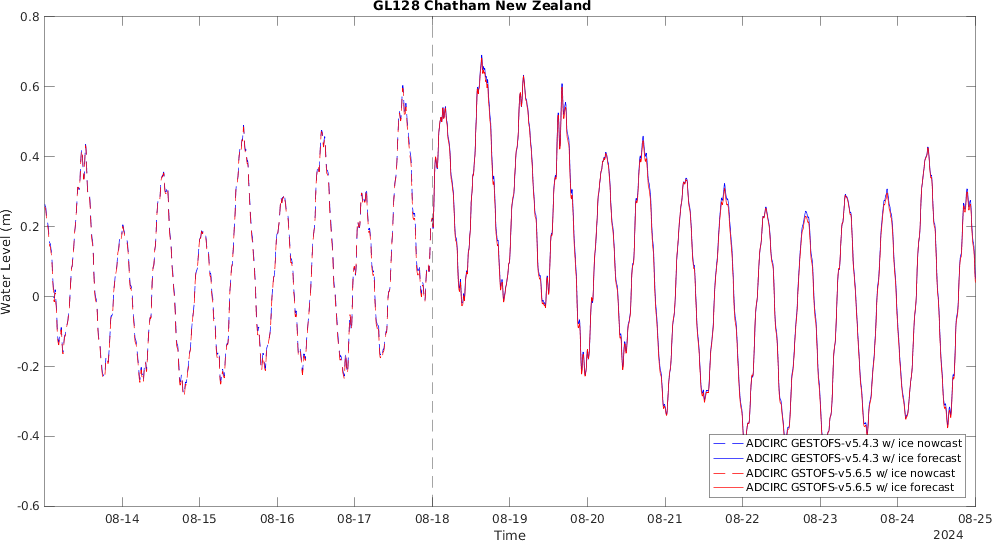 GL128 Chatham New Zealand
0.8
0.6
0.4
0.2
0
-0.2
-0.4
-0.6
Water Level (m)
ADCIRC GESTOFS-v5.4.3 w/ ice nowcast
ADCIRC GESTOFS-v5.4.3 w/ ice forecast
ADCIRC GSTOFS-v5.6.5 w/ ice nowcast
ADCIRC GSTOFS-v5.6.5 w/ ice forecast
08-14 08-15 08-16 08-17 08-18 08-19 08-20 08-21 08-22 08-23 08-24 08-25
Time
2024